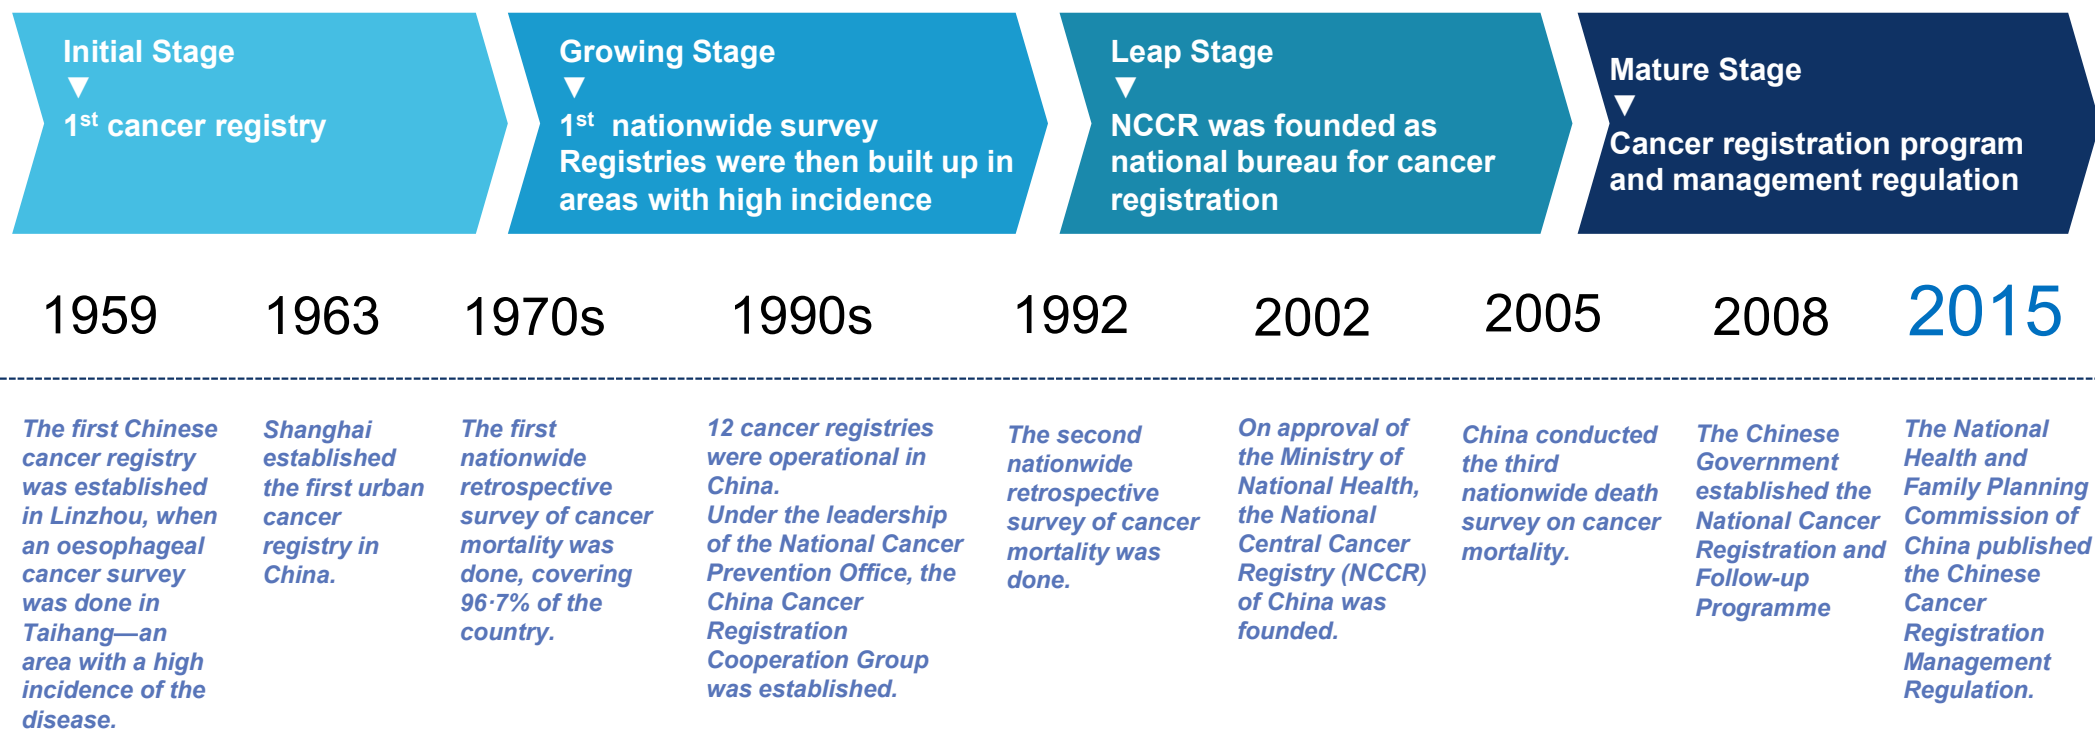 Initial Stage
▼
1st cancer registry
Growing Stage
▼
1st nationwide survey
Registries were then built up in
areas with high incidence
Leap Stage
▼
NCCR was founded as
national bureau for cancer
registration
Mature Stage
▼
Cancer registration program
and management regulation
1959
1963
1970s
1990s
1992
2002
2005
2008
2015
The first Chinese
cancer registry
was established
in Linzhou, when
an oesophageal
cancer survey
was done in
Taihang—an
area with a high
incidence of the
disease.
Shanghai
established
the first urban
cancer
registry in
China.
The first
nationwide
retrospective
survey of cancer
mortality was
done, covering
96·7% of the
country.
12 cancer registries
were operational in
China.
Under the leadership
of the National Cancer
Prevention Office, the
China Cancer
Registration
Cooperation Group
was established.
The second
nationwide
retrospective
survey of cancer
mortality was
done.
On approval of
the Ministry of
National Health,
the National
Central Cancer
Registry (NCCR)
of China was
founded.
China conducted
the third
nationwide death
survey on cancer
mortality.
The Chinese
Government
established the
National Cancer
Registration and
Follow-up
Programme
The National
Health and
Family Planning
Commission of
China published
the Chinese
Cancer
Registration
Management
Regulation.